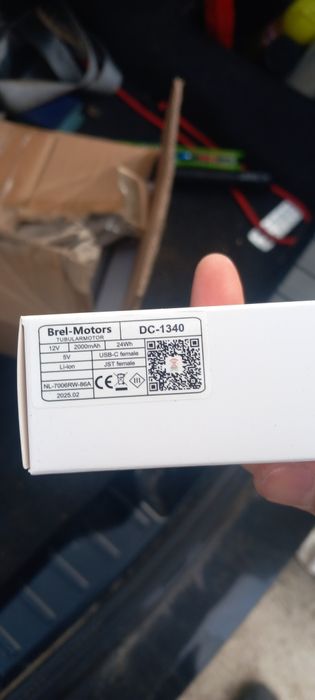 Brel-Motors
TUBULARMOTOR
DC-1340
12V 2000mAh 24Wh
5V USB-C female
Li-ion JST female
NL-7006RW-86A
2025.02
CE